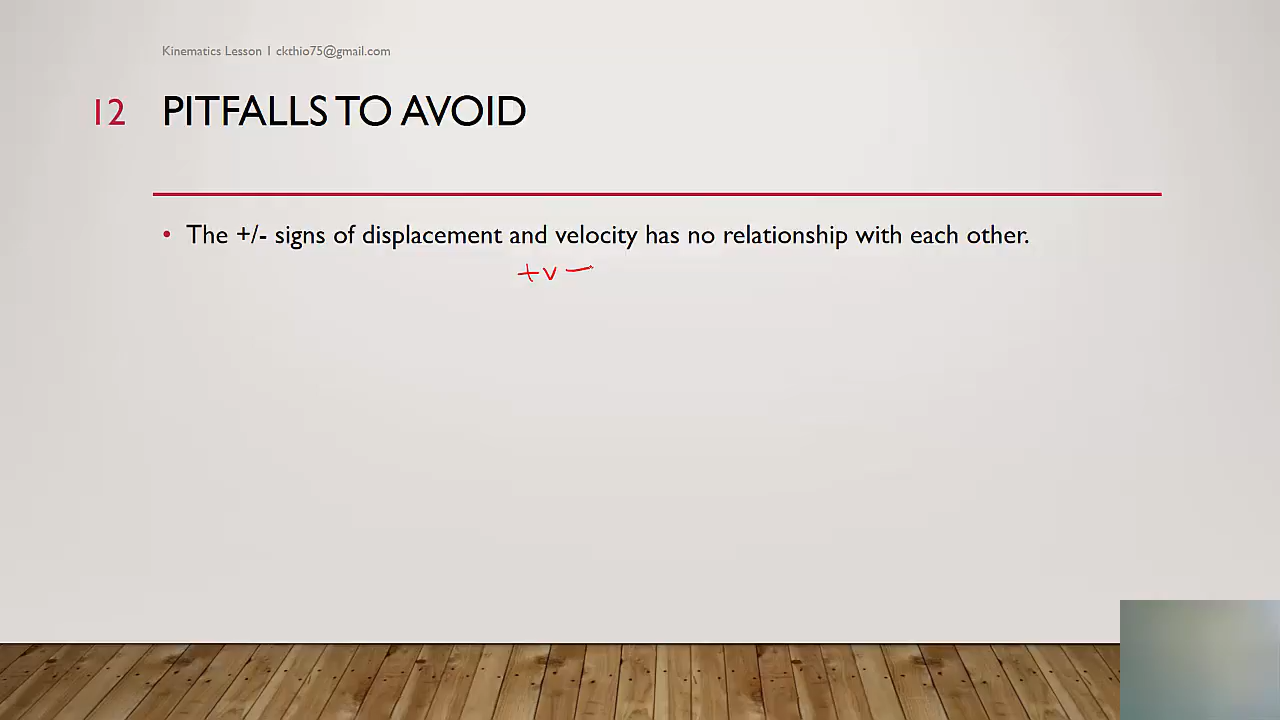 Kinematics Lesson 1 ckthio75@gmail.com
12 PITFALLS TO AVOID
• The +/- signs of displacement and velocity has no relationship with each other.
+v −